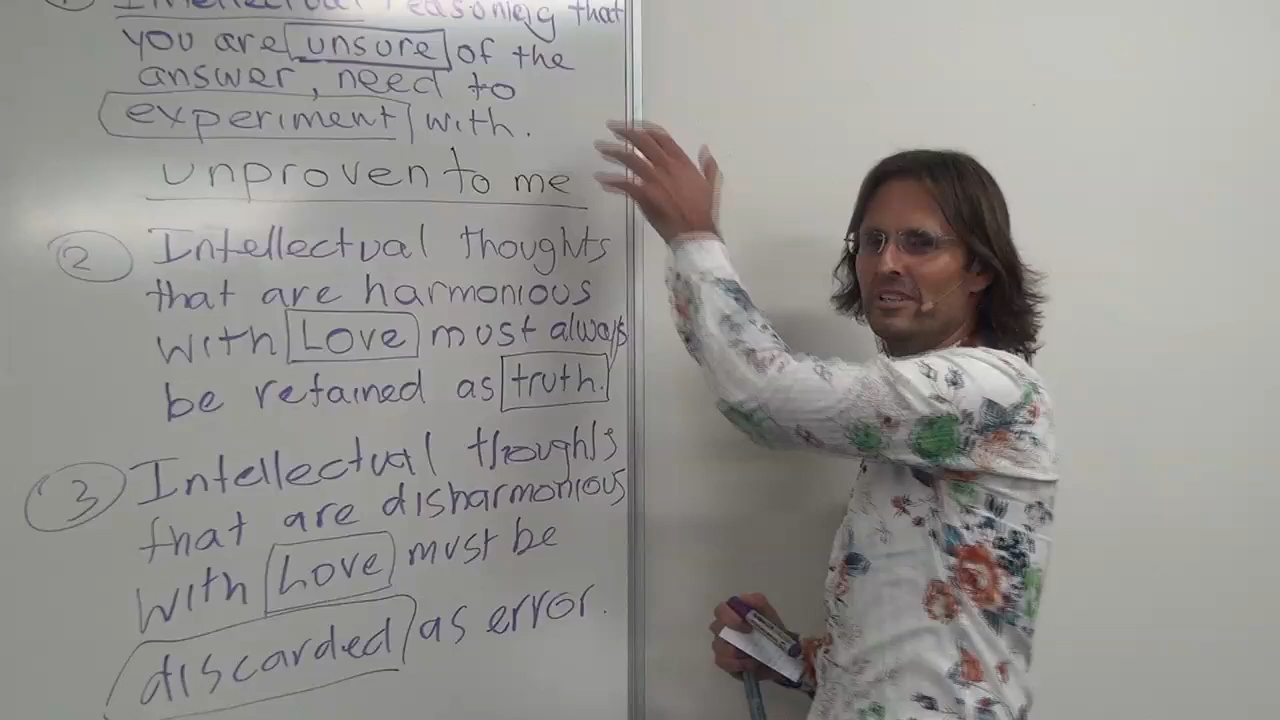 Intellectual reasoning that
you are unsure of the
answer, need to
experiment with.
unproven to me
2 Intellectual thoughts
that are harmonious
with Love must always
be retained as truth.
3 Intellectual thoughts
that are disharmonious
with Love must be
discarded as error.